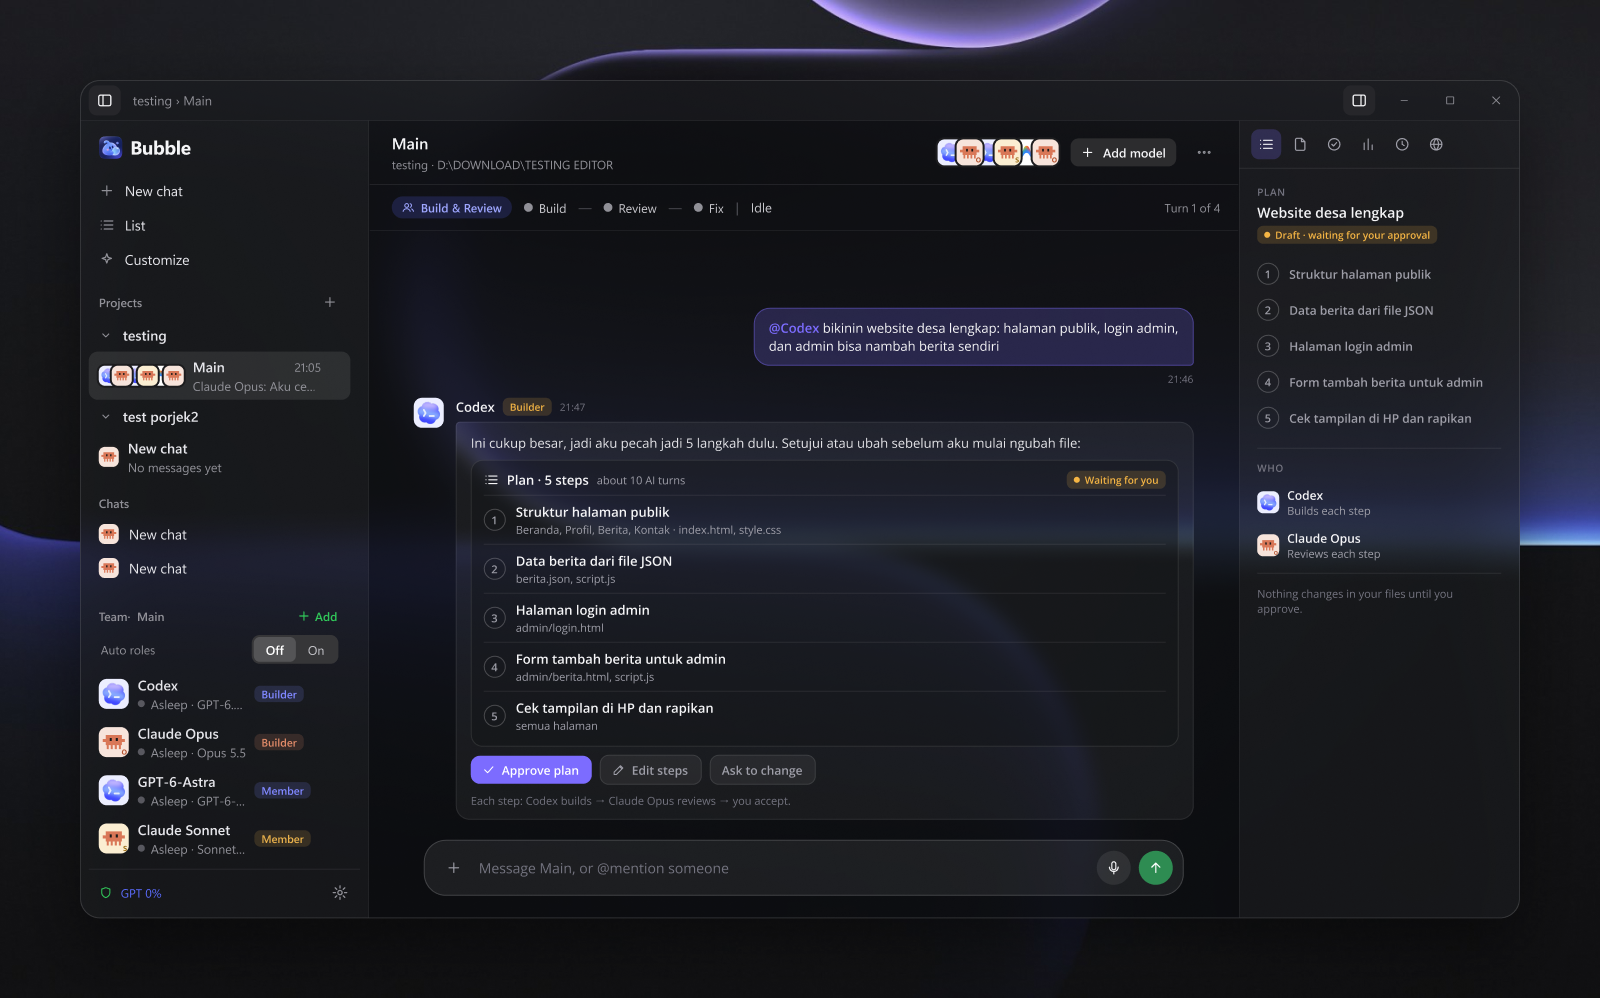 testing › Main
Bubble
New chat
List
Customize
Projects
testing
Main 21:05
Claude Opus: Aku ce...
test porjek2
New chat
No messages yet
Chats
New chat
New chat
Team· Main + Add
Auto roles Off On
Codex Builder
Asleep · GPT-6....
Claude Opus Builder
Asleep · Opus 5.5
GPT-6-Astra Member
Asleep · GPT-6-...
Claude Sonnet Member
Asleep · Sonnet...
GPT 0%
Main
testing · D:\DOWNLOAD\TESTING EDITOR
+ Add model
Build & Review Build — Review — Fix | Idle
Turn 1 of 4
@Codex bikinin website desa lengkap: halaman publik, login admin,
dan admin bisa nambah berita sendiri
21:46
Codex Builder 21:47
Ini cukup besar, jadi aku pecah jadi 5 langkah dulu. Setujui atau ubah sebelum aku mulai ngubah file:
Plan · 5 steps about 10 AI turns Waiting for you
1 Struktur halaman publik
Beranda, Profil, Berita, Kontak · index.html, style.css
2 Data berita dari file JSON
berita.json, script.js
3 Halaman login admin
admin/login.html
4 Form tambah berita untuk admin
admin/berita.html, script.js
5 Cek tampilan di HP dan rapikan
semua halaman
Approve plan Edit steps Ask to change
Each step: Codex builds → Claude Opus reviews → you accept.
Message Main, or @mention someone
PLAN
Website desa lengkap
Draft · waiting for your approval
1 Struktur halaman publik
2 Data berita dari file JSON
3 Halaman login admin
4 Form tambah berita untuk admin
5 Cek tampilan di HP dan rapikan
WHO
Codex
Builds each step
Claude Opus
Reviews each step
Nothing changes in your files until you
approve.